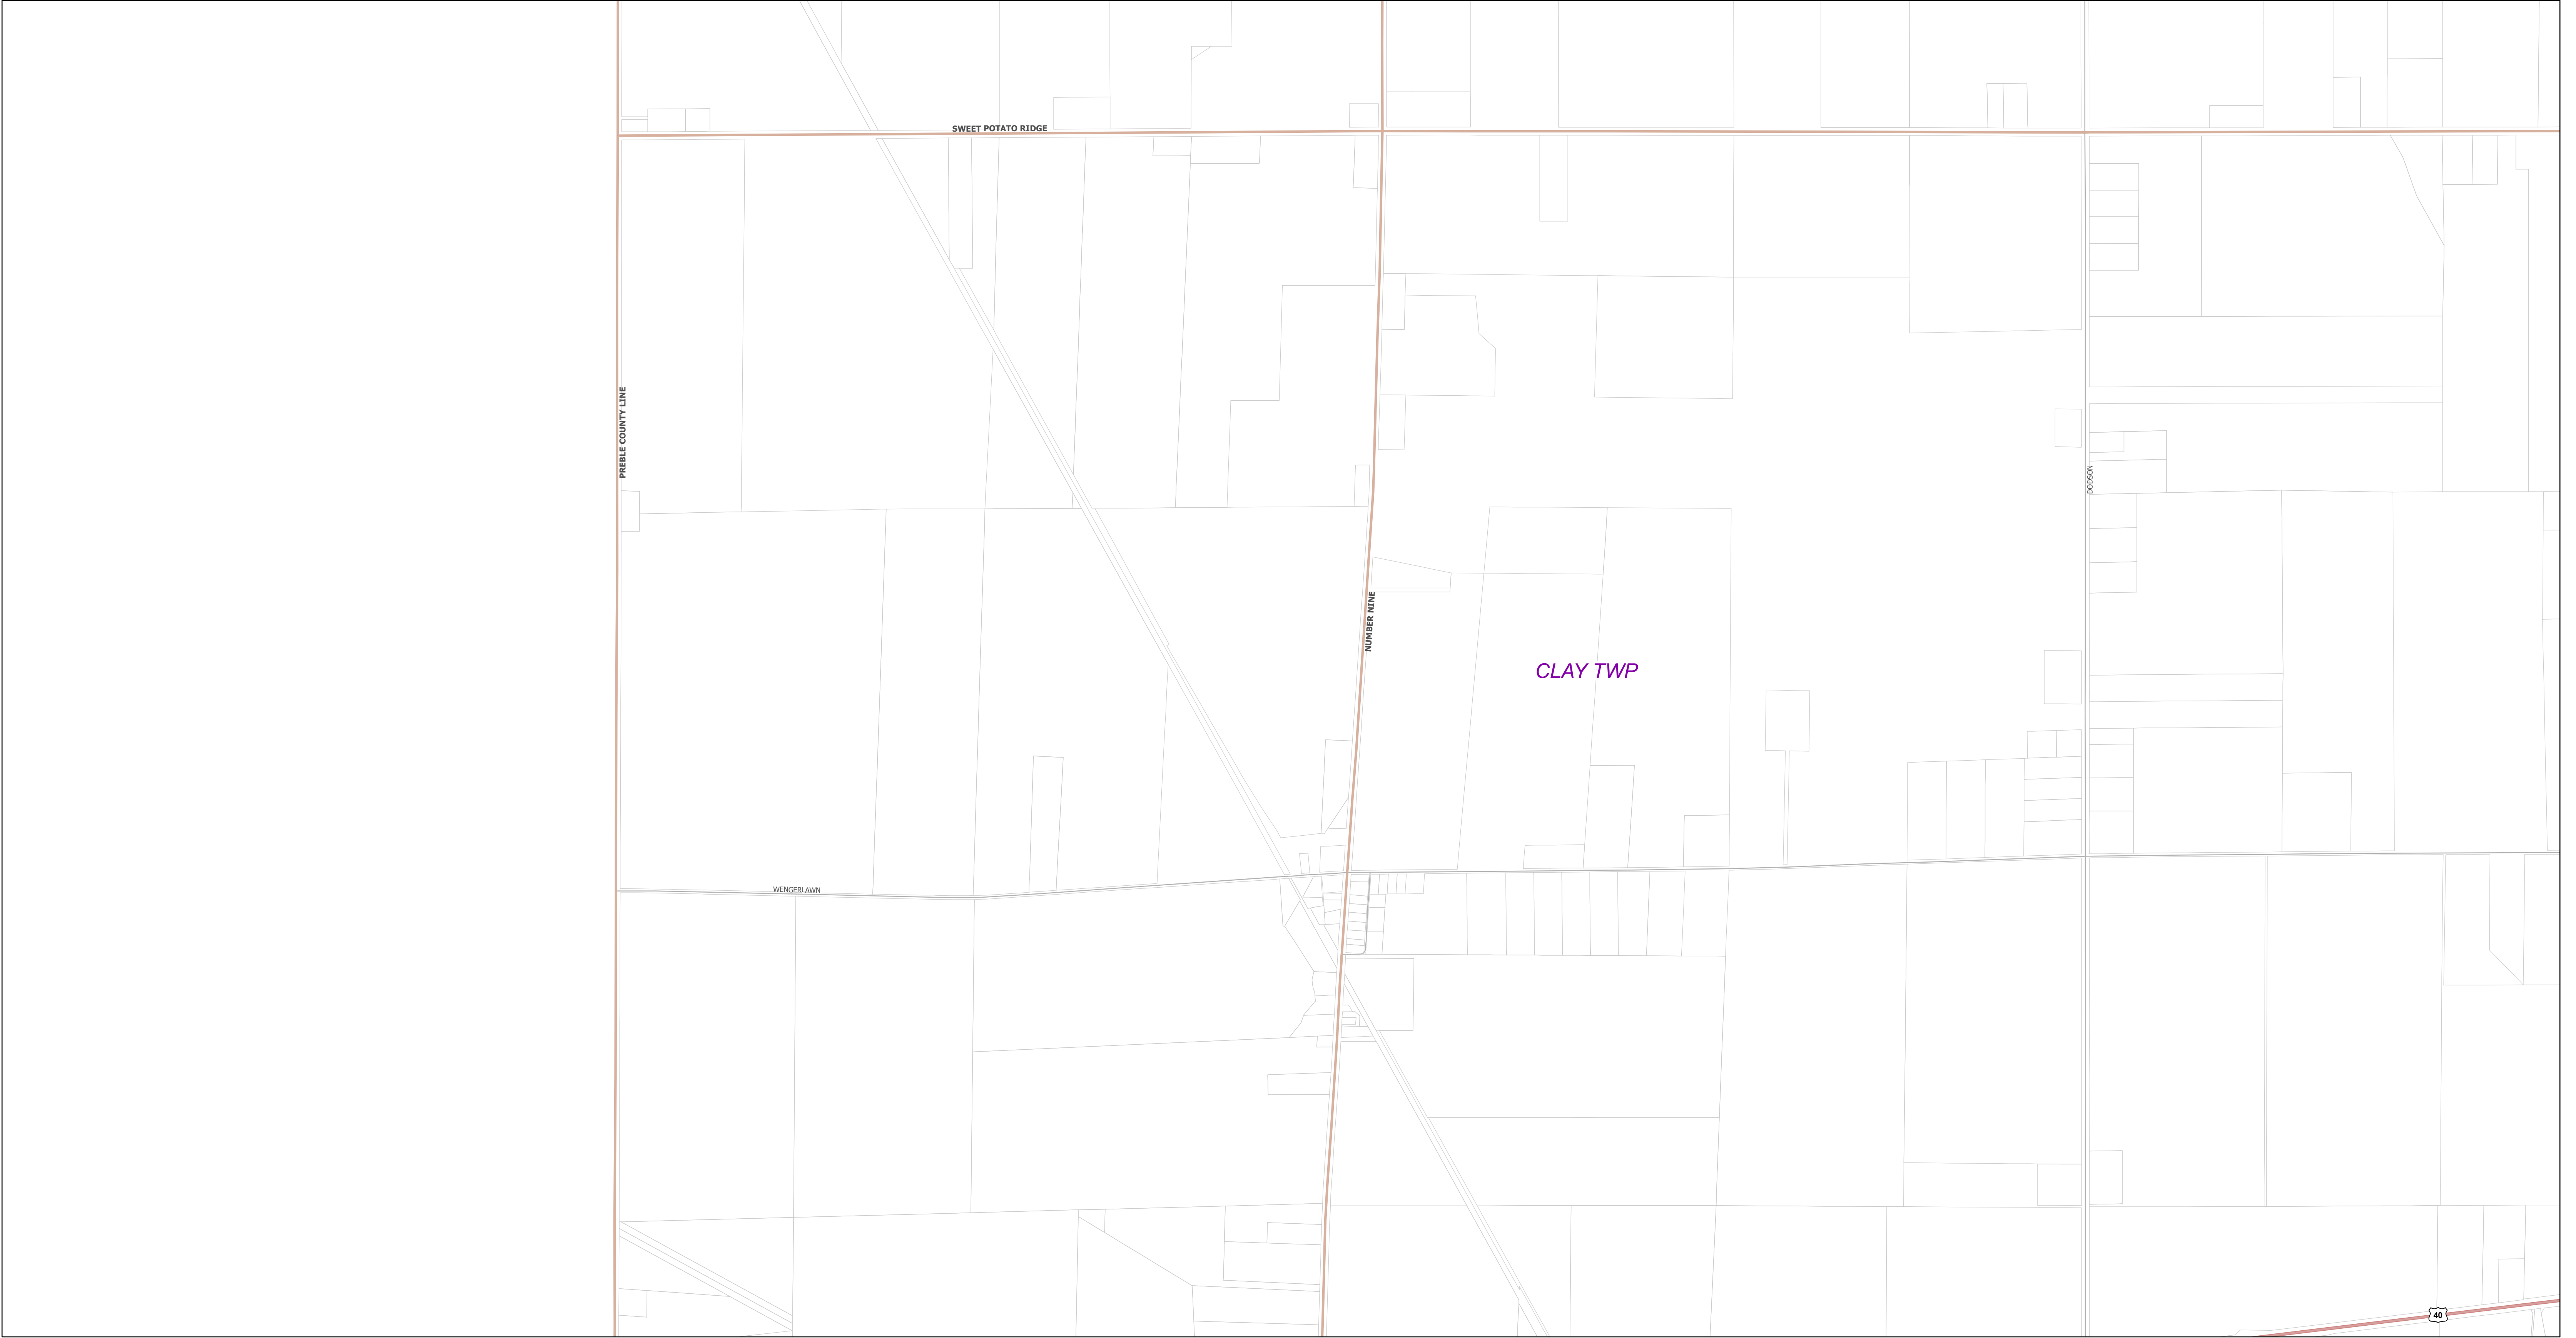 SWEET POTATO RIDGE
PREBLE COUNTY LINE
DODSON
NUMBER NINE
CLAY TWP
WENGERLAWN
40